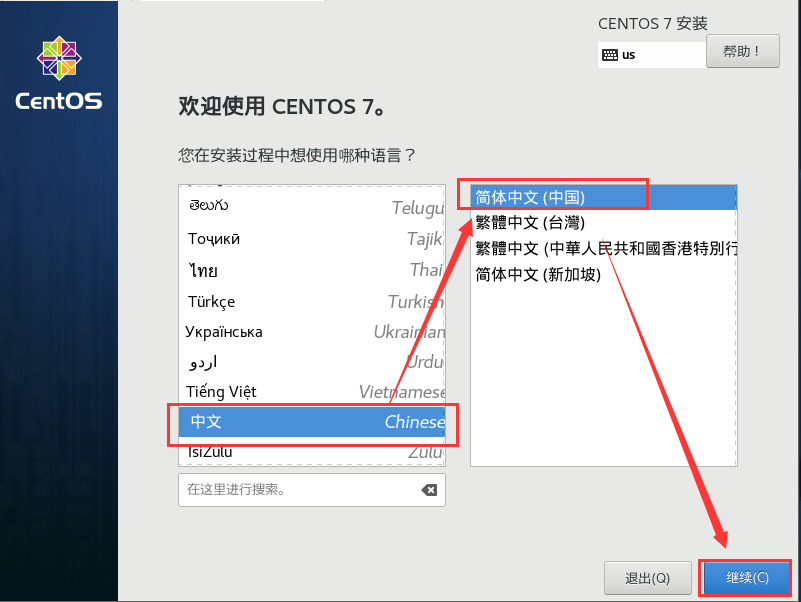 CENTOS 7 安装
us
帮助！
CentOS
欢迎使用 CENTOS 7。
您在安装过程中想使用哪种语言？
తెలుగు Telugu
Тоҷикӣ Tajik
ไทย Thai
Türkçe Turkish
Українська Ukrainian
اردو Urdu
Tiếng Việt Vietnamese
中文 Chinese
IsiZulu Zulu
在这里进行搜索。
简体中文 (中国)
繁體中文 (台灣)
繁體中文 (中華人民共和國香港特別行
简体中文 (新加坡)
退出(Q)
继续(C)